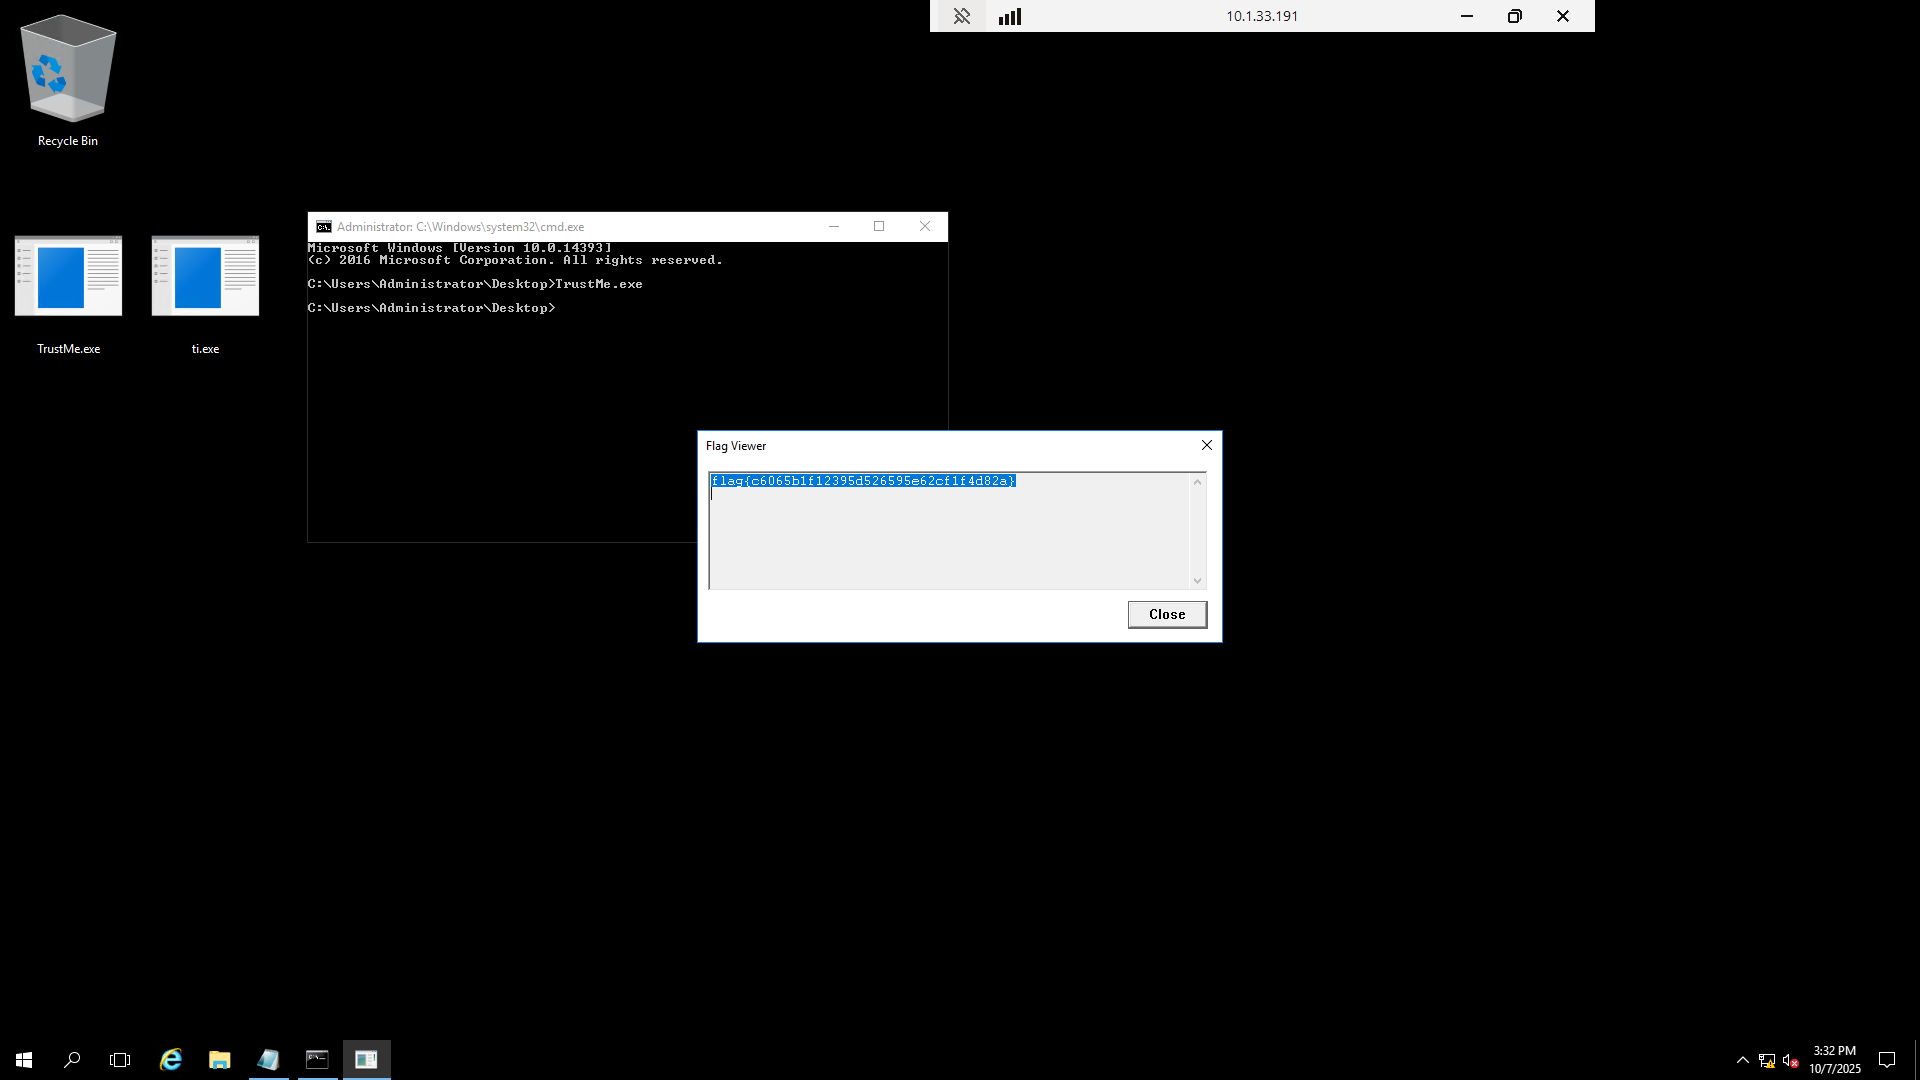 10.1.33.191
Recycle Bin
TrustMe.exe
ti.exe
Administrator: C:\Windows\system32\cmd.exe
Microsoft Windows [Version 10.0.14393]
(c) 2016 Microsoft Corporation. All rights reserved.
C:\Users\Administrator\Desktop>TrustMe.exe
C:\Users\Administrator\Desktop>
Flag Viewer
flag{c6065b1f12395d526595e62cf1f4d82a}
Close
3:32 PM
10/7/2025